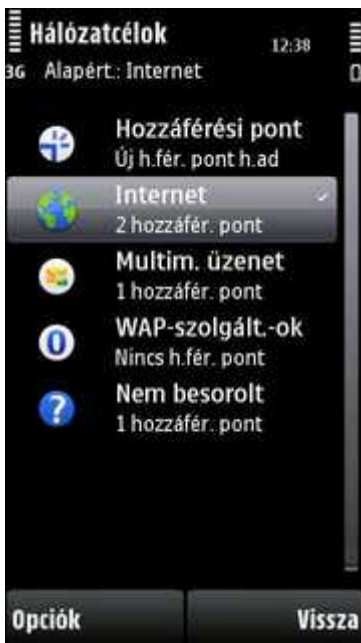 Hálózatcélok
12:38
3G Alapért.: Internet
Hozzáférési pont
Új h.fér. pont h.ad
Internet
2 hozzáfér. pont
Multim. üzenet
1 hozzáfér. pont
WAP-szolgált.-ok
Nincs h.fér. pont
Nem besorolt
1 hozzáfér. pont
Opciók Vissza